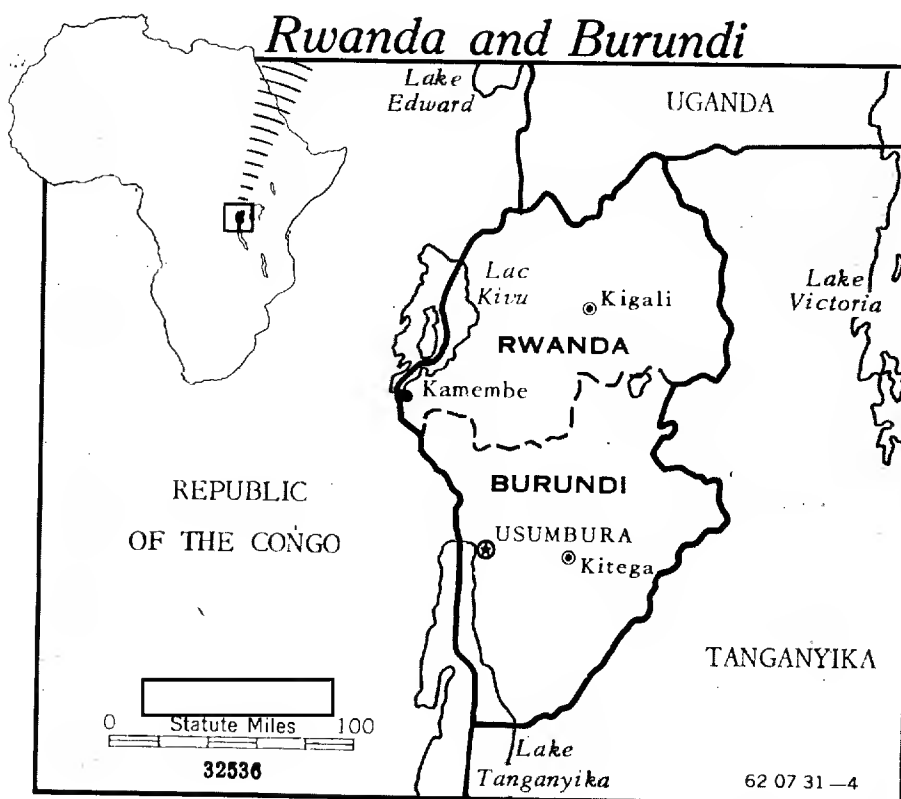 Rwanda and Burundi
Lake
Edward
UGANDA
Lac
Kivu
Kigali
Lake
Victoria
RWANDA
Kamembe
BURUNDI
REPUBLIC
OF THE CONGO
USUMBURA
Kitega
TANGANYIKA
0 Statute Miles 100
32536
Lake
Tanganyika
62 07 31 —4